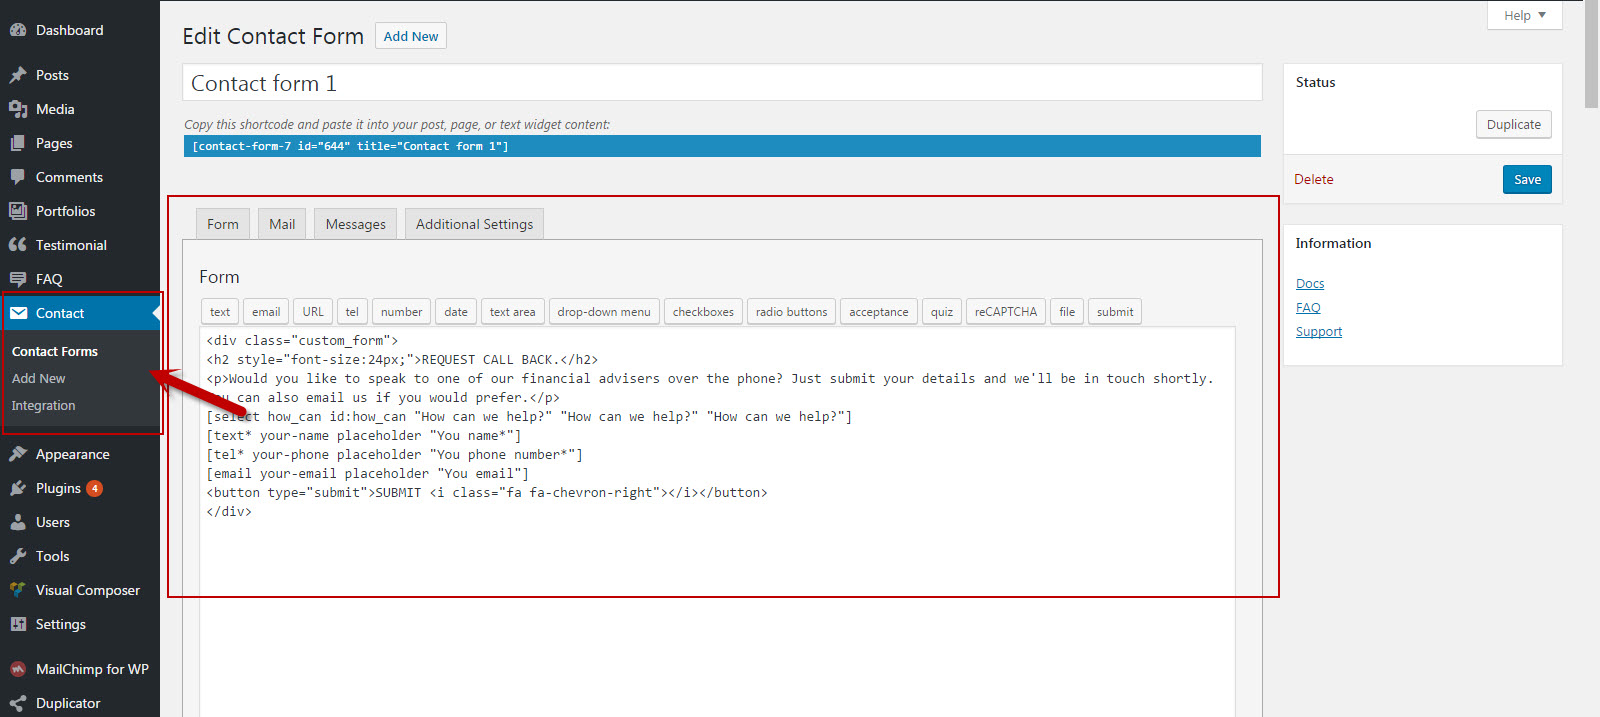 Dashboard
Posts
Media
Pages
Comments
Portfolios
Testimonial
FAQ
Contact
Contact Forms
Add New
Integration
Appearance
Plugins 4
Users
Tools
Visual Composer
Settings
MailChimp for WP
Duplicator
Help
Edit Contact Form Add New
Contact form 1
Copy this shortcode and paste it into your post, page, or text widget content:
[contact-form-7 id="644" title="Contact form 1"]
Form Mail Messages Additional Settings
Form
text email URL tel number date text area drop-down menu checkboxes radio buttons acceptance quiz reCAPTCHA file submit
<div class="custom_form">
<h2 style="font-size:24px;">REQUEST CALL BACK.</h2>
<p>Would you like to speak to one of our financial advisers over the phone? Just submit your details and we'll be in touch shortly.
can also email us if you would prefer.</p>
[select how_can id:how_can "How can we help?" "How can we help?" "How can we help?"]
[text* your-name placeholder "You name*"]
[tel* your-phone placeholder "You phone number*"]
[email your-email placeholder "You email"]
<button type="submit">SUBMIT <i class="fa fa-chevron-right"></i></button>
</div>
Status
Duplicate
Delete Save
Information
Docs
FAQ
Support